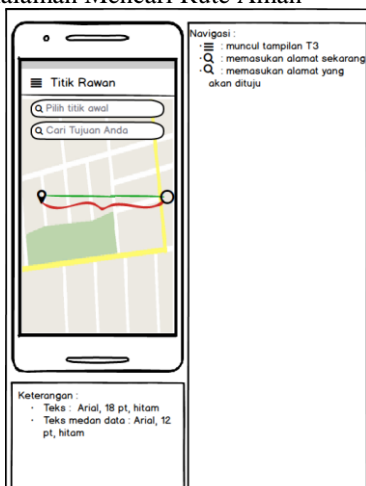 Mencari Rute Aman
Titik Rawan
Pilih titik awal
Cari Tujuan Anda
Navigasi :
· : muncul tampilan T3
· : memasukan alamat sekarang
· : memasukan alamat yang
akan dituju
Keterangan :
· Teks : Arial, 18 pt, hitam
· Teks medan data : Arial, 12
pt, hitam